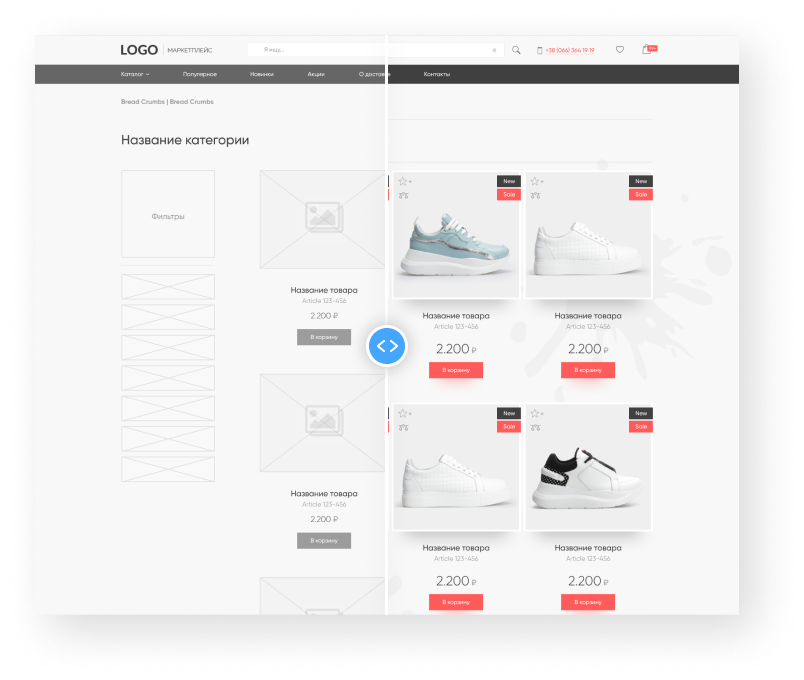 LOGO МАРКЕТПЛЕЙС Я ищу... × +38 (066) 364 19 19
Каталог Популярное Новинки Акции О доставке Контакты
Bread Crumbs | Bread Crumbs
Название категории
Фильтры
New New
Sale Sale
Название товара
Article 123-456
2.200 ₽
В корзину
Название товара Название товара
Article 123-456 Article 123-456
2.200 ₽ 2.200 ₽
В корзину В корзину
New New
Sale Sale
Название товара
Article 123-456
2.200 ₽
В корзину
Название товара Название товара
Article 123-456 Article 123-456
2.200 ₽ 2.200 ₽
В корзину В корзину